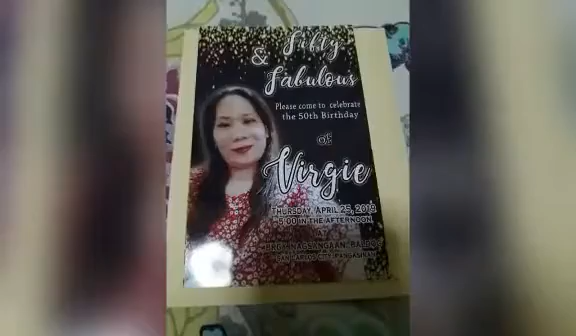 Fifty
&
Fabulous
Please come to celebrate
the 50th Birthday
of
Virgie
THURSDAY, APRIL 25, 2019
5:00 IN THE AFTERNOON
AT
SAN CARLOS CITY, PANGASINAN